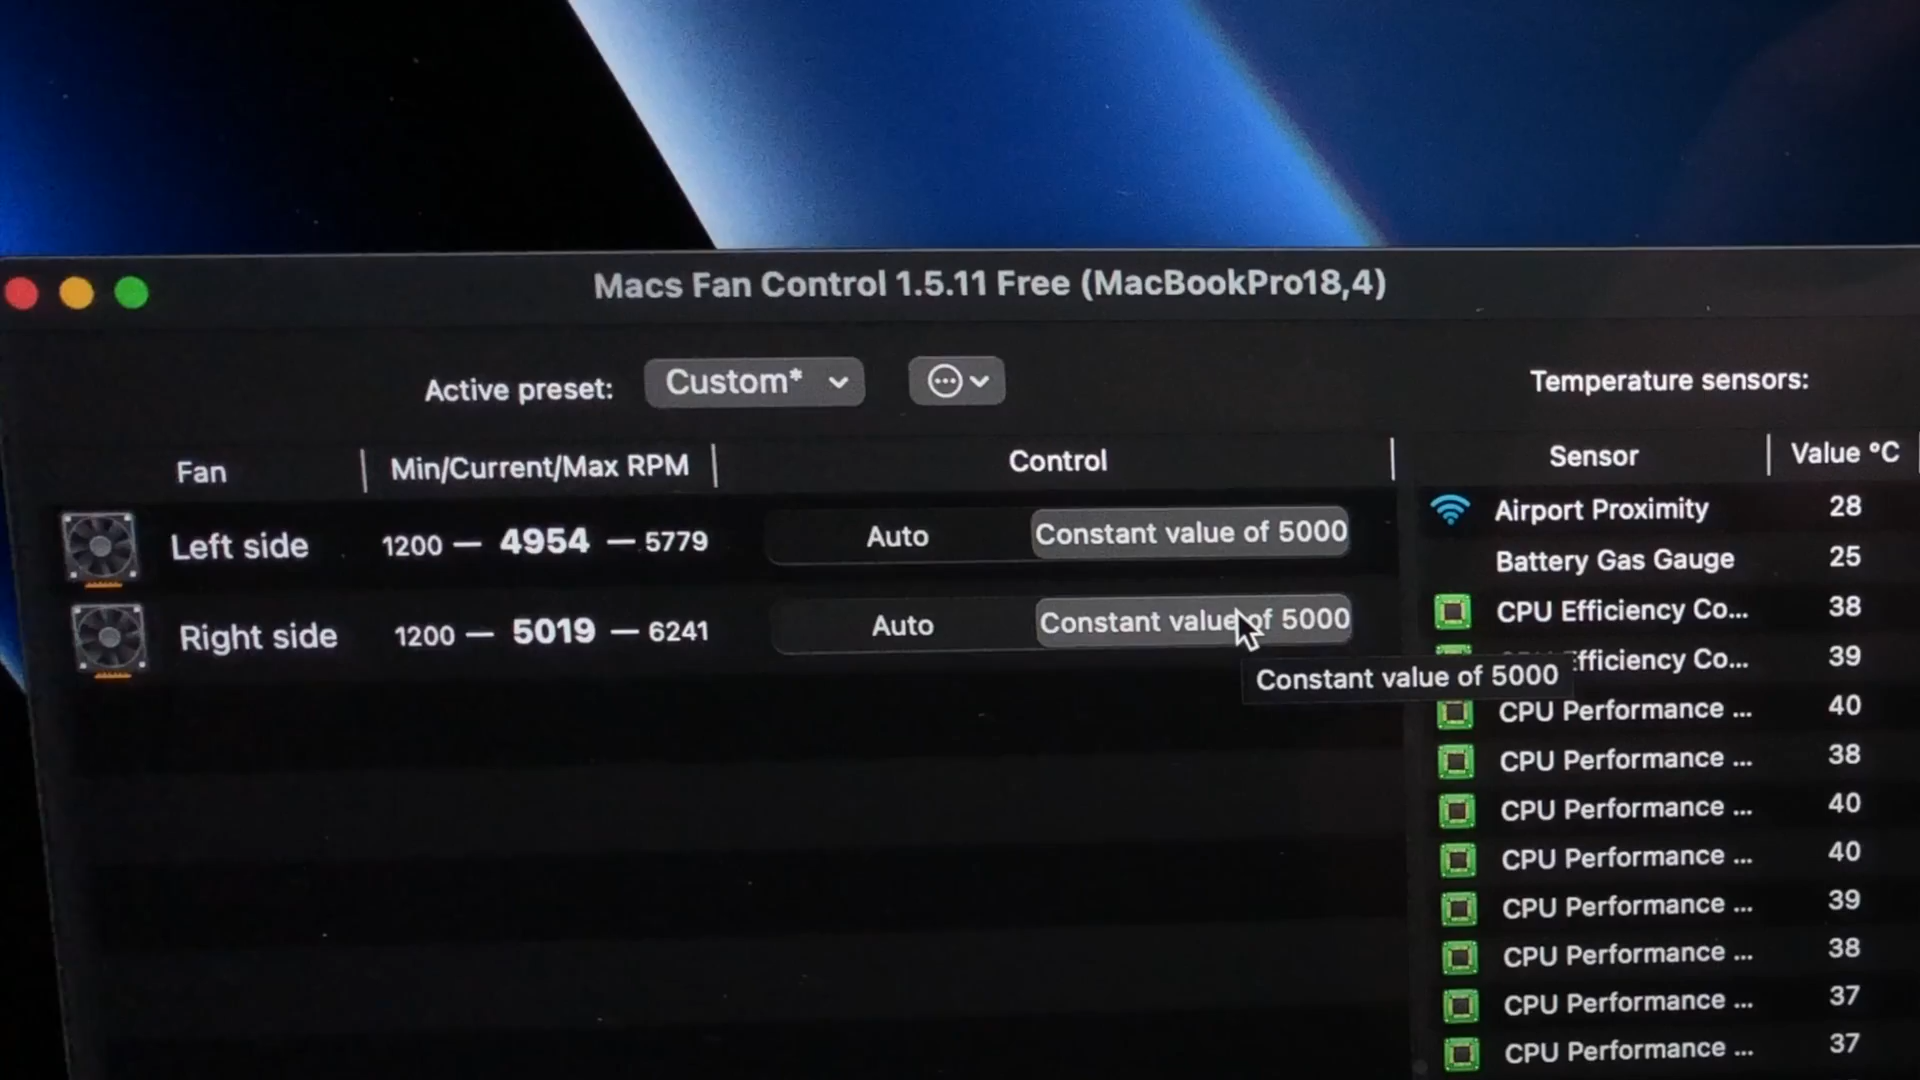 Macs Fan Control 1.5.11 Free (MacBookPro18,4)
Active preset: Custom*
Temperature sensors:
Fan Min/Current/Max RPM Control
Sensor Value °C
Left side 1200 — 4954 — 5779 Auto Constant value of 5000
Right side 1200 — 5019 — 6241 Auto Constant value of 5000
Constant value of 5000
Airport Proximity 28
Battery Gas Gauge 25
CPU Efficiency Co... 38
fficiency Co... 39
CPU Performance ... 40
CPU Performance ... 38
CPU Performance ... 40
CPU Performance ... 40
CPU Performance ... 39
CPU Performance ... 38
CPU Performance ... 37
CPU Performance ... 37